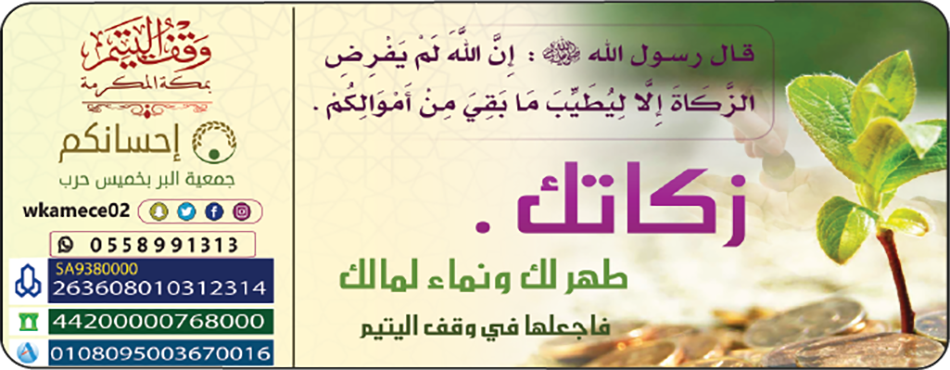 قال رسول الله ﷺ : إِنَّ اللَّهَ لَمْ يَفْرِضِ
الزَّكَاةَ إِلَّا لِيُطَيِّبَ مَا بَقِيَ مِنْ أَمْوَالِكُمْ .
زكاتك .
طهر لك ونماء لمالك
فاجعلها في وقف اليتيم
وقف اليتيم
بمكة المكرمة
إحسانكم
جمعية البر بخميس حرب
wkamece02
0558991313
SA9380000
263608010312314
44200000768000
0108095003670016